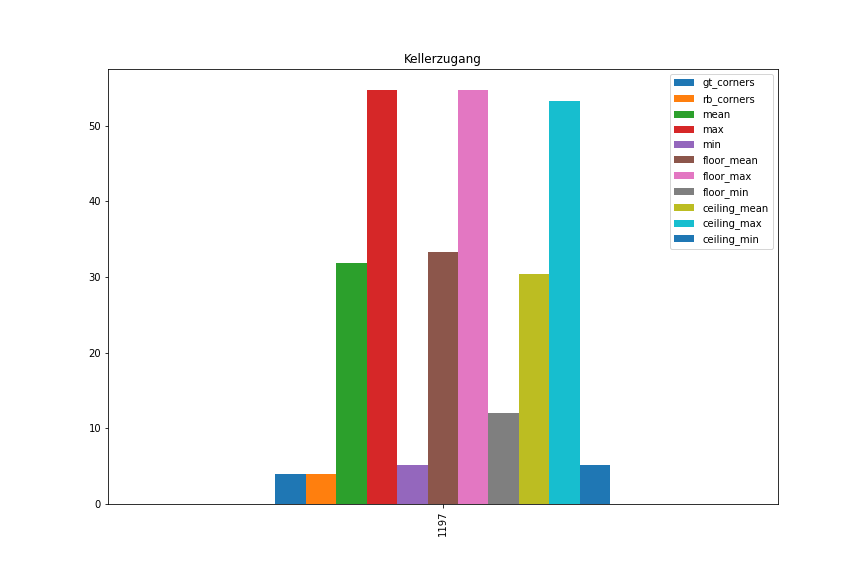 Kellerzugang
50
40
30
20
10
0
1197
gt_corners
rb_corners
mean
max
min
floor_mean
floor_max
floor_min
ceiling_mean
ceiling_max
ceiling_min